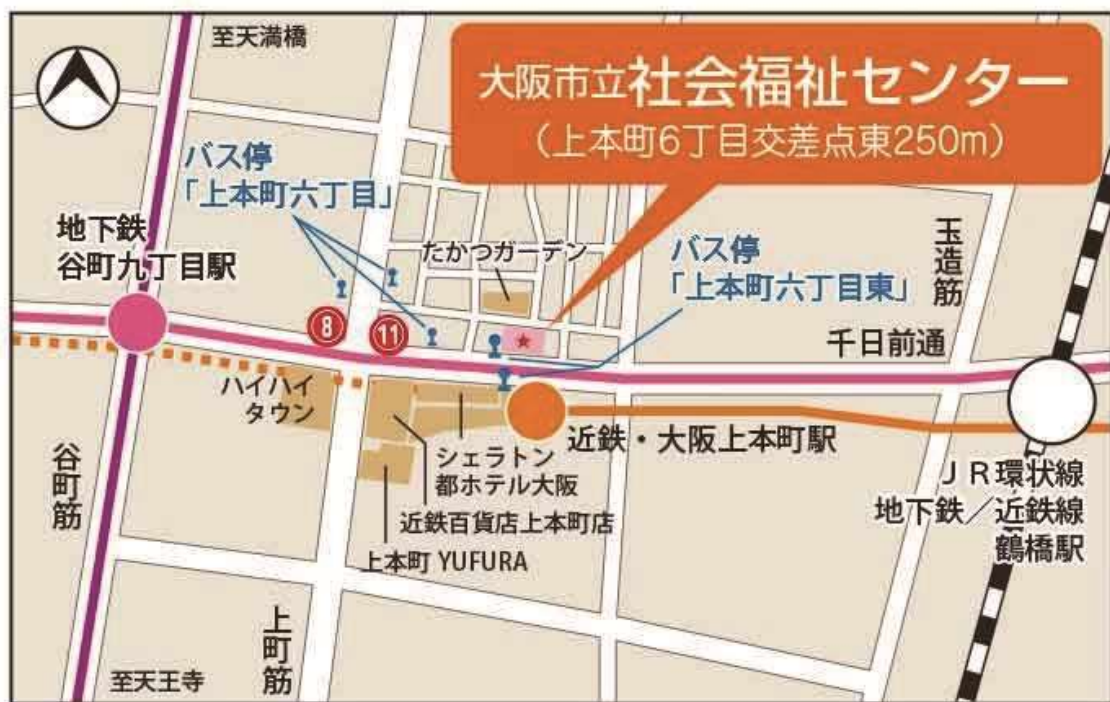 至天満橋
大阪市立社会福祉センター
（上本町6丁目交差点東250m）
バス停
「上本町六丁目」
地下鉄
谷町九丁目駅
たかつガーデン
バス停
「上本町六丁目東」
玉造筋
8
11
千日前通
ハイハイ
タウン
近鉄・大阪上本町駅
シェラトン
都ホテル大阪
近鉄百貨店上本町店
上本町 YUFURA
ＪＲ環状線
地下鉄／近鉄線
鶴橋駅
谷町筋
上町筋
至天王寺